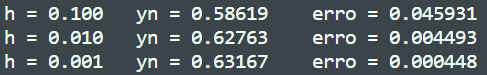 h = 0.100   yn = 0.58619    erro = 0.045931
h = 0.010   yn = 0.62763    erro = 0.004493
h = 0.001   yn = 0.63167    erro = 0.000448